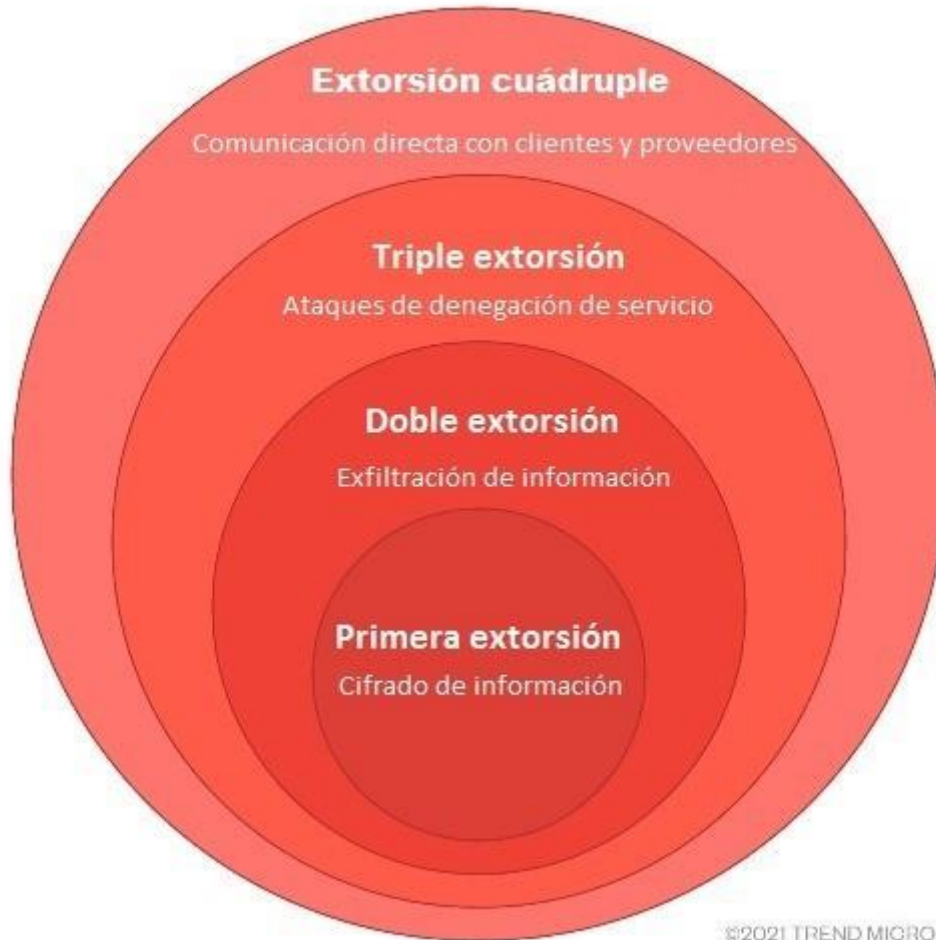 Extorsión cuádruple
Comunicación directa con clientes y proveedores
Triple extorsión
Ataques de denegación de servicio
Doble extorsión
Exfiltración de información
Primera extorsión
Cifrado de información
©2021 TREND MICRO